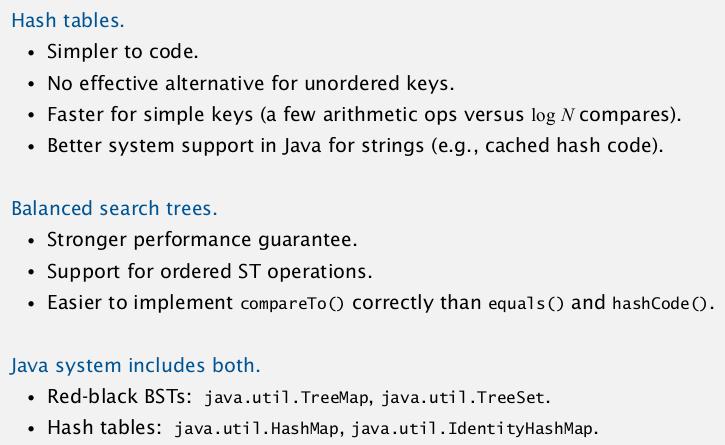 Hash tables.
• Simpler to code.
• No effective alternative for unordered keys.
• Faster for simple keys (a few arithmetic ops versus log N compares).
• Better system support in Java for strings (e.g., cached hash code).
Balanced search trees.
• Stronger performance guarantee.
• Support for ordered ST operations.
• Easier to implement compareTo() correctly than equals() and hashCode().
Java system includes both.
• Red-black BSTs: java.util.TreeMap, java.util.TreeSet.
• Hash tables: java.util.HashMap, java.util.IdentityHashMap.